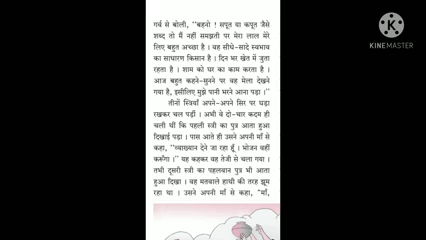 गर्व से बोली, ‘‘बहनो ! सपूत या कपूत जैसे
शब्द तो मैं नहीं समझती पर मेरा लाल मेरे
लिए बहुत अच्छा है । वह सीधे-सादे स्वभाव
का साधारण किसान है । दिन भर खेत में जुता
रहता है । शाम को घर का काम करता है ।
आज बहुत कहने-सुनने पर वह मेला देखने
गया है, इसीलिए मुझे पानी भरने आना पड़ा ।’’
तीनों स्त्रियाँ अपने-अपने सिर पर घड़ा
रखकर चल पड़ीं । अभी वे दो-चार कदम ही
चली थीं कि पहली स्त्री का पुत्र आता हुआ
दिखाई पड़ा । पास आते ही उसने अपनी माँ से
कहा, ‘‘व्याख्यान देने जा रहा हूँ । भोजन वहीं
करूँगा ।’’ यह कहकर वह तेजी से चला गया ।
तभी दूसरी स्त्री का पहलवान पुत्र भी आता
हुआ दिखा । वह मतवाले हाथी की तरह झूम
रहा था । उसने अपनी माँ से कहा, ‘‘माँ,
KINEMASTER